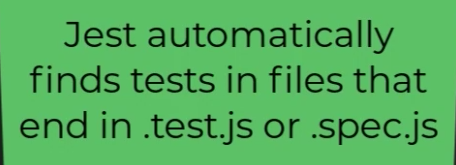 Jest automatically
finds tests in files that
end in .test.js or .spec.js